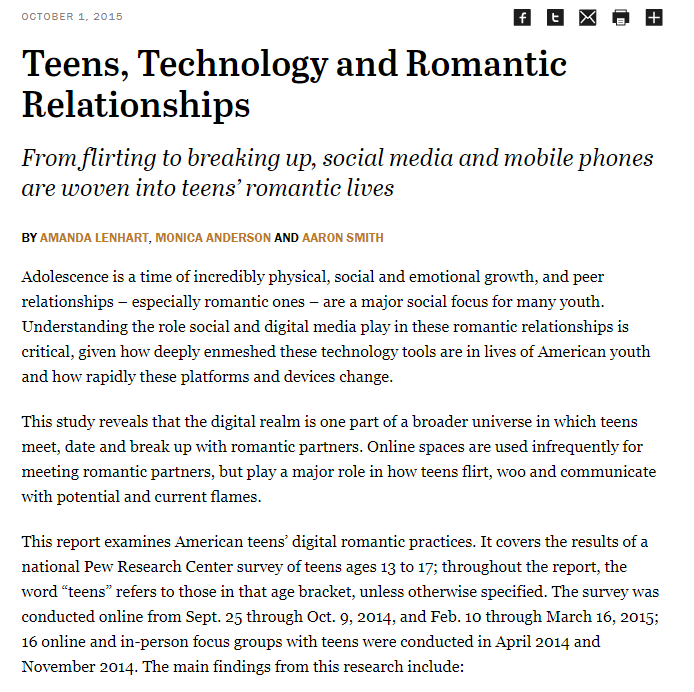 OCTOBER 1, 2015
Teens, Technology and Romantic
Relationships
From flirting to breaking up, social media and mobile phones
are woven into teens’ romantic lives
BY AMANDA LENHART, MONICA ANDERSON AND AARON SMITH
Adolescence is a time of incredibly physical, social and emotional growth, and peer
relationships – especially romantic ones – are a major social focus for many youth.
Understanding the role social and digital media play in these romantic relationships is
critical, given how deeply enmeshed these technology tools are in lives of American youth
and how rapidly these platforms and devices change.
This study reveals that the digital realm is one part of a broader universe in which teens
meet, date and break up with romantic partners. Online spaces are used infrequently for
meeting romantic partners, but play a major role in how teens flirt, woo and communicate
with potential and current flames.
This report examines American teens’ digital romantic practices. It covers the results of a
national Pew Research Center survey of teens ages 13 to 17; throughout the report, the
word “teens” refers to those in that age bracket, unless otherwise specified. The survey was
conducted online from Sept. 25 through Oct. 9, 2014, and Feb. 10 through March 16, 2015;
16 online and in-person focus groups with teens were conducted in April 2014 and
November 2014. The main findings from this research include: